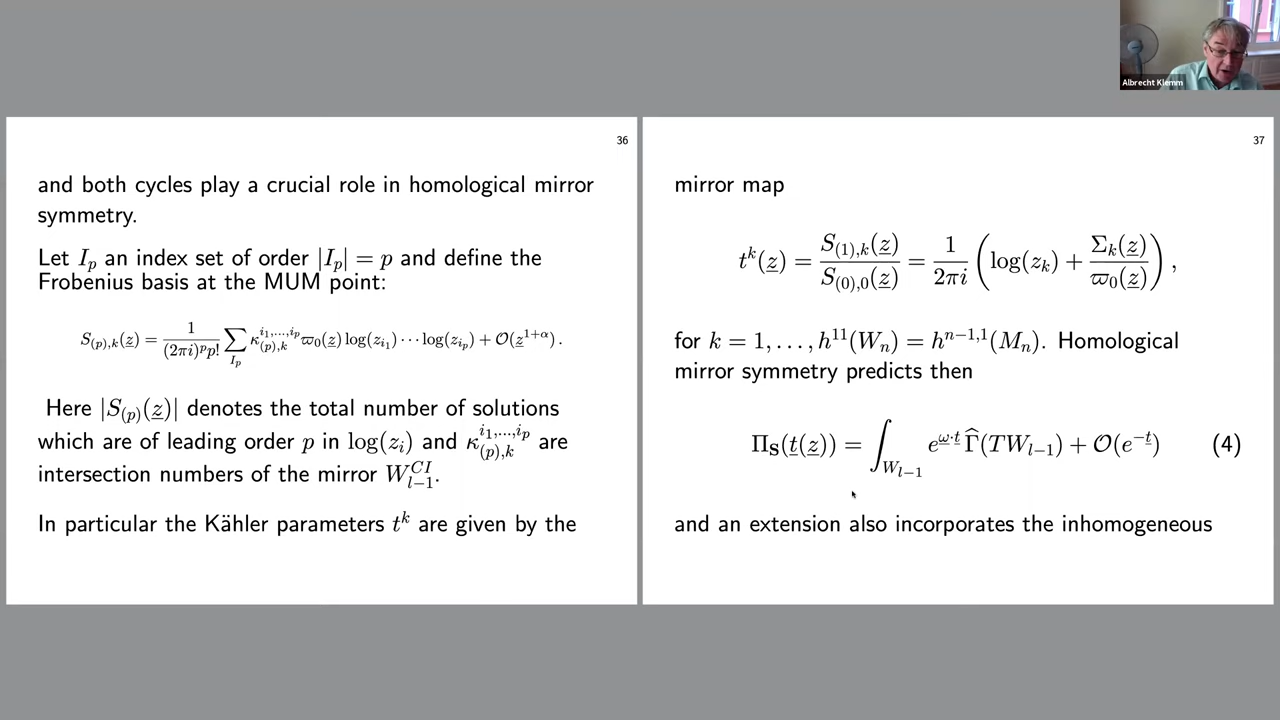 Albrecht Klemm
36
and both cycles play a crucial role in homological mirror
symmetry.
Let $I_p$ an index set of order $|I_p| = p$ and define the
Frobenius basis at the MUM point:
$S_{(p),k}(\underline{z}) = \frac{1}{(2\pi i)^p p!} \sum_{I_p} \kappa_{(p),k}^{i_1,\ldots,i_p} \varpi_0(\underline{z}) \log(z_{i_1}) \cdots \log(z_{i_p}) + \mathcal{O}(\underline{z}^{1+\alpha}) .$
Here $|S_{(p)}(\underline{z})|$ denotes the total number of solutions
which are of leading order $p$ in $\log(z_i)$ and $\kappa_{(p),k}^{i_1,\ldots,i_p}$ are
intersection numbers of the mirror $W_{l-1}^{CI}$.
In particular the Kähler parameters $t^k$ are given by the
37
mirror map
$t^k(\underline{z}) = \frac{S_{(1),k}(\underline{z})}{S_{(0),0}(\underline{z})} = \frac{1}{2\pi i} \left( \log(z_k) + \frac{\Sigma_k(\underline{z})}{\varpi_0(\underline{z})} \right) ,$
for $k = 1, \ldots, h^{11}(W_n) = h^{n-1,1}(M_n)$. Homological
mirror symmetry predicts then
$\Pi_{\mathbf{S}}(\underline{t}(\underline{z})) = \int_{W_{l-1}} e^{\underline{\omega} \cdot \underline{t}} \widehat{\Gamma}(TW_{l-1}) + \mathcal{O}(e^{-\underline{t}})$ (4)
and an extension also incorporates the inhomogeneous